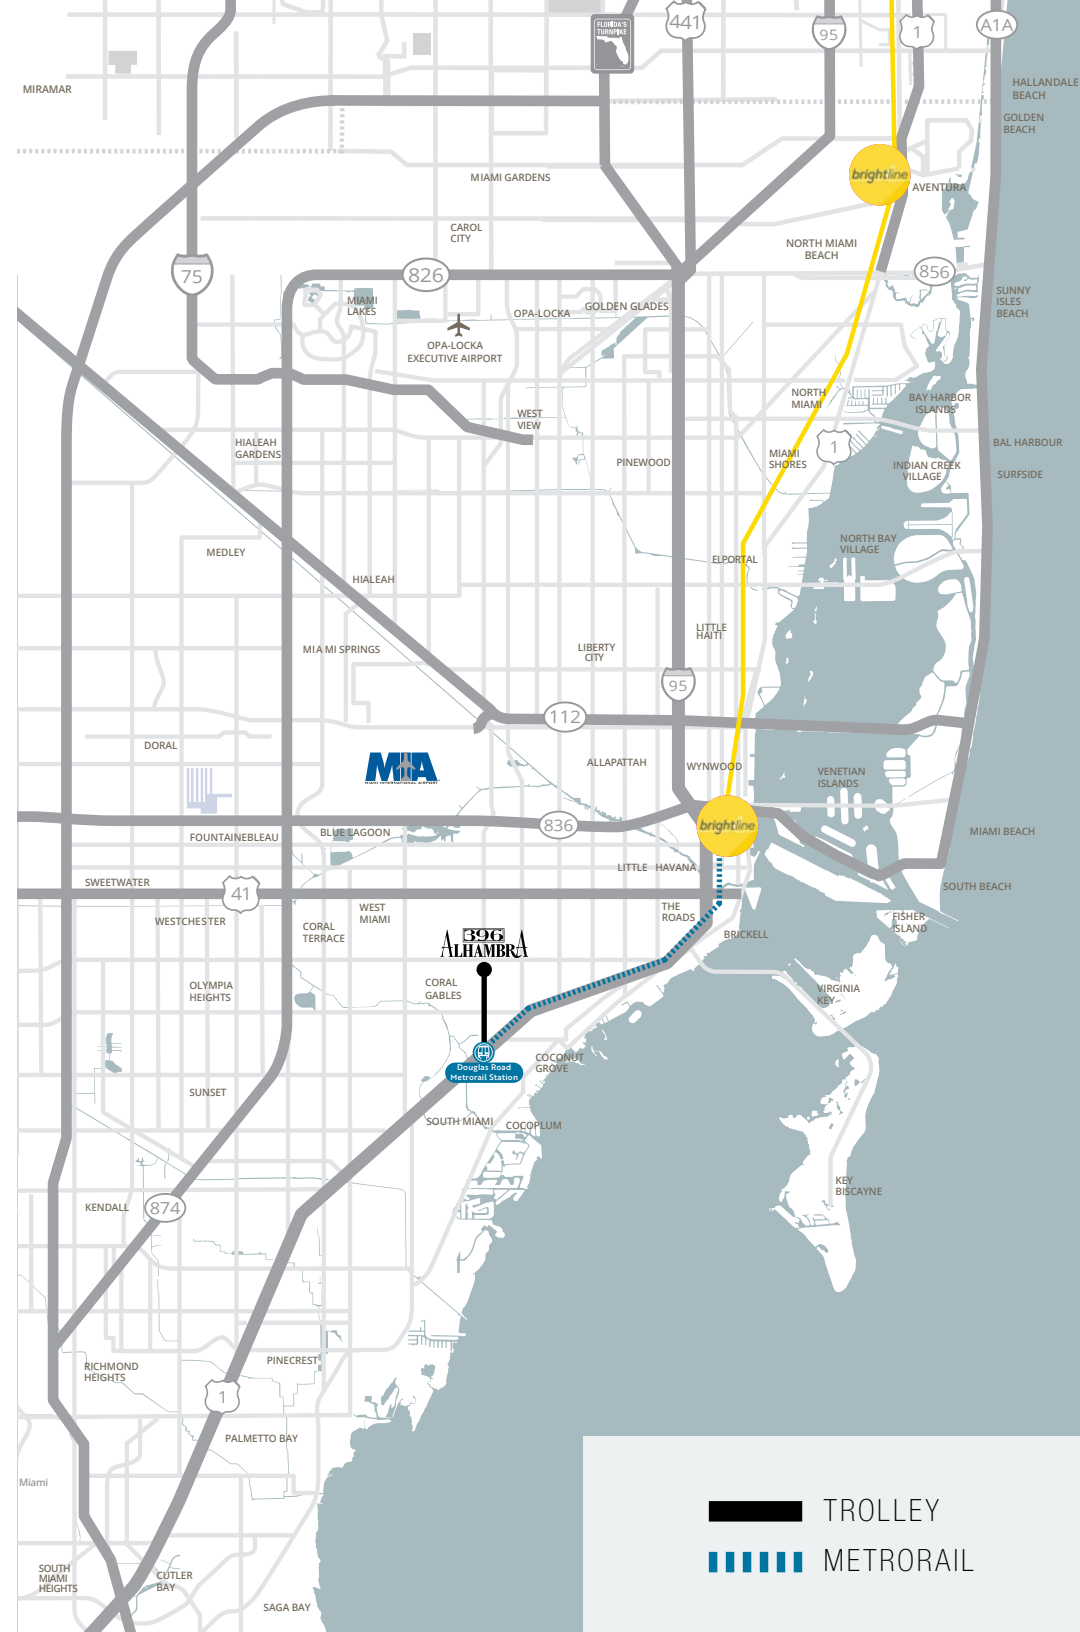 FLORIDA'S
TURNPIKE
441
95
1
A1A
MIRAMAR
HALLANDALE
BEACH
GOLDEN
BEACH
MIAMI GARDENS
brightline
AVENTURA
CAROL
CITY
NORTH MIAMI
BEACH
75
826
856
MIAMI
LAKES
OPA-LOCKA
GOLDEN GLADES
SUNNY
ISLES
BEACH
OPA-LOCKA
EXECUTIVE AIRPORT
NORTH
MIAMI
BAY HARBOR
ISLANDS
WEST
VIEW
HIALEAH
GARDENS
1
BAL HARBOUR
PINEWOOD
MIAMI
SHORES
INDIAN CREEK
VILLAGE
SURFSIDE
MEDLEY
NORTH BAY
VILLAGE
ELPORTAL
HIALEAH
LITTLE
HAITI
MIA MI SPRINGS
LIBERTY
CITY
95
112
DORAL
MIA
MIAMI INTERNATIONAL AIRPORT
ALLAPATTAH
WYNWOOD
VENETIAN
ISLANDS
836
brightline
FOUNTAINEBLEAU
BLUE LAGOON
MIAMI BEACH
LITTLE HAVANA
SWEETWATER
41
SOUTH BEACH
WESTCHESTER
WEST
MIAMI
THE
ROADS
FISHER
ISLAND
CORAL
TERRACE
396
ALHAMBRA
BRICKELL
OLYMPIA
HEIGHTS
CORAL
GABLES
VIRGINIA
KEY
COCONUT
GROVE
Douglas Road
Metrorail Station
SUNSET
SOUTH MIAMI
COCOPLUM
KENDALL
874
KEY
BISCAYNE
RICHMOND
HEIGHTS
PINECREST
1
PALMETTO BAY
Miami
SOUTH
MIAMI
HEIGHTS
CUTLER
BAY
SAGA BAY
TROLLEY
METRORAIL